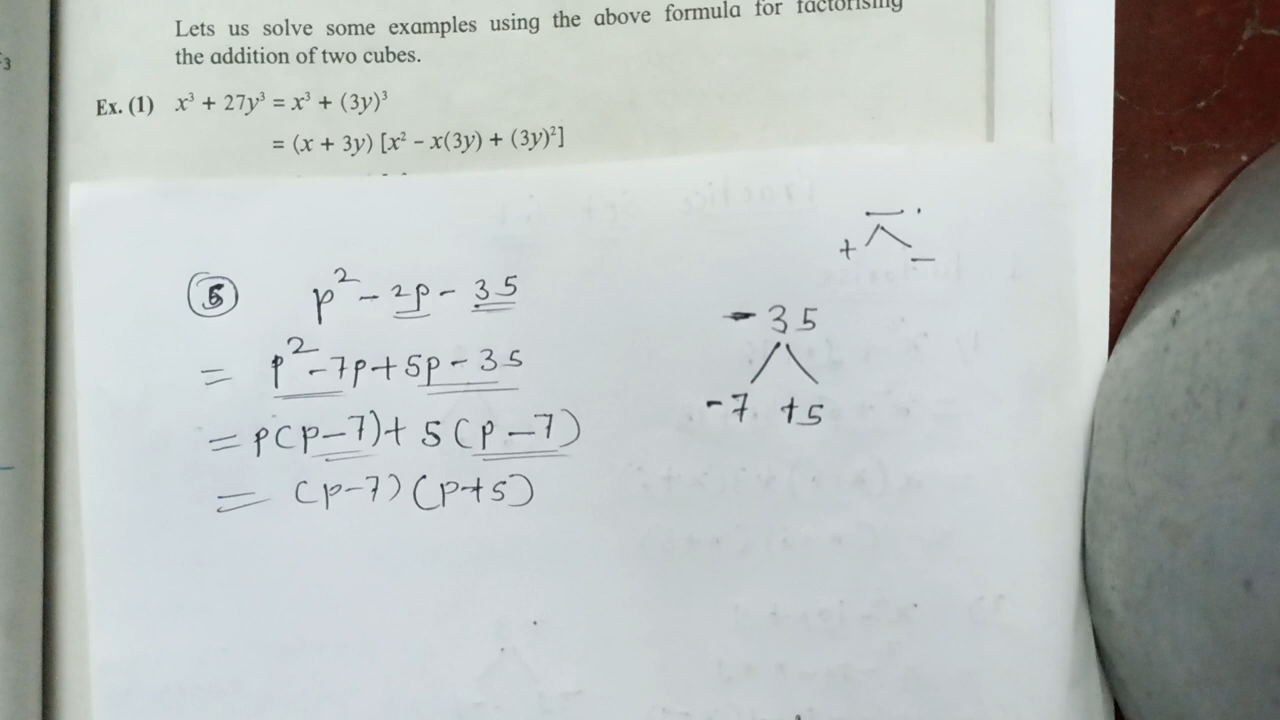 Lets us solve some examples using the above formula for factorising
the addition of two cubes.
Ex. (1) x³ + 27y³ = x³ + (3y)³
= (x + 3y) [x² − x(3y) + (3y)²]
p² − 2p − 35
= p² − 7p + 5p − 35
= p(p − 7) + 5(p − 7)
= (p − 7)(p + 5)
+ −
− 35
−7 +5